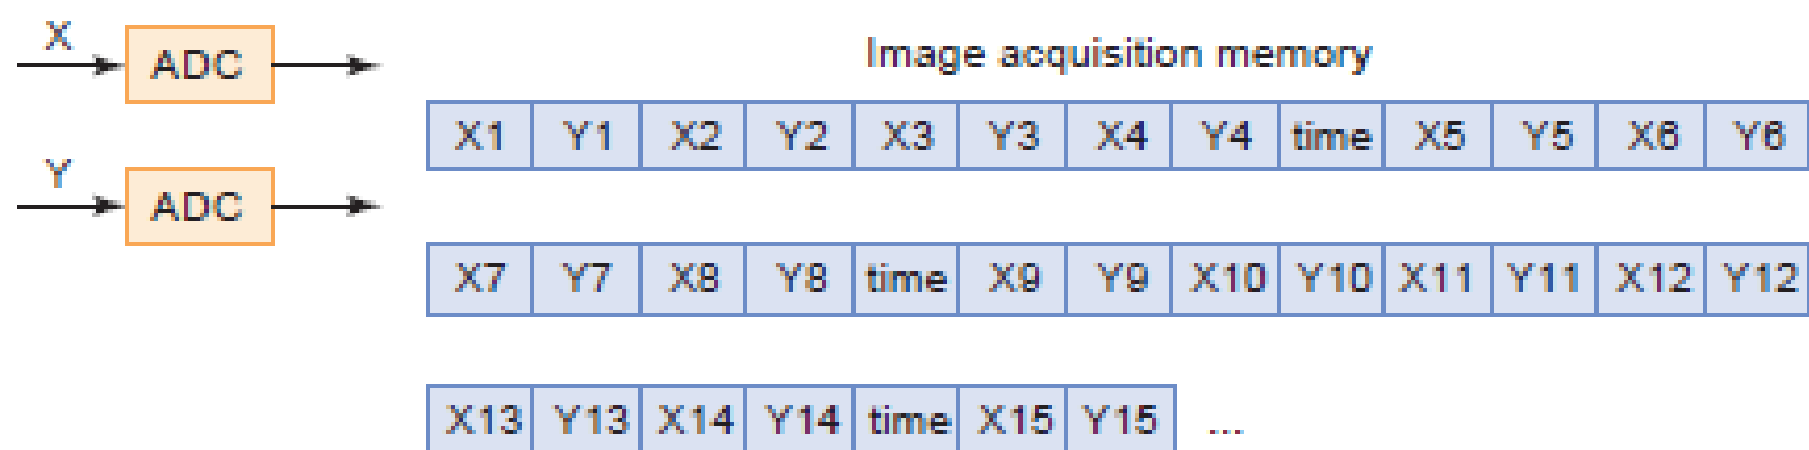 X
ADC
Image acquisition memory
X1 Y1 X2 Y2 X3 Y3 X4 Y4 time X5 Y5 X6 Y6
Y
ADC
X7 Y7 X8 Y8 time X9 Y9 X10 Y10 X11 Y11 X12 Y12
X13 Y13 X14 Y14 time X15 Y15 ...